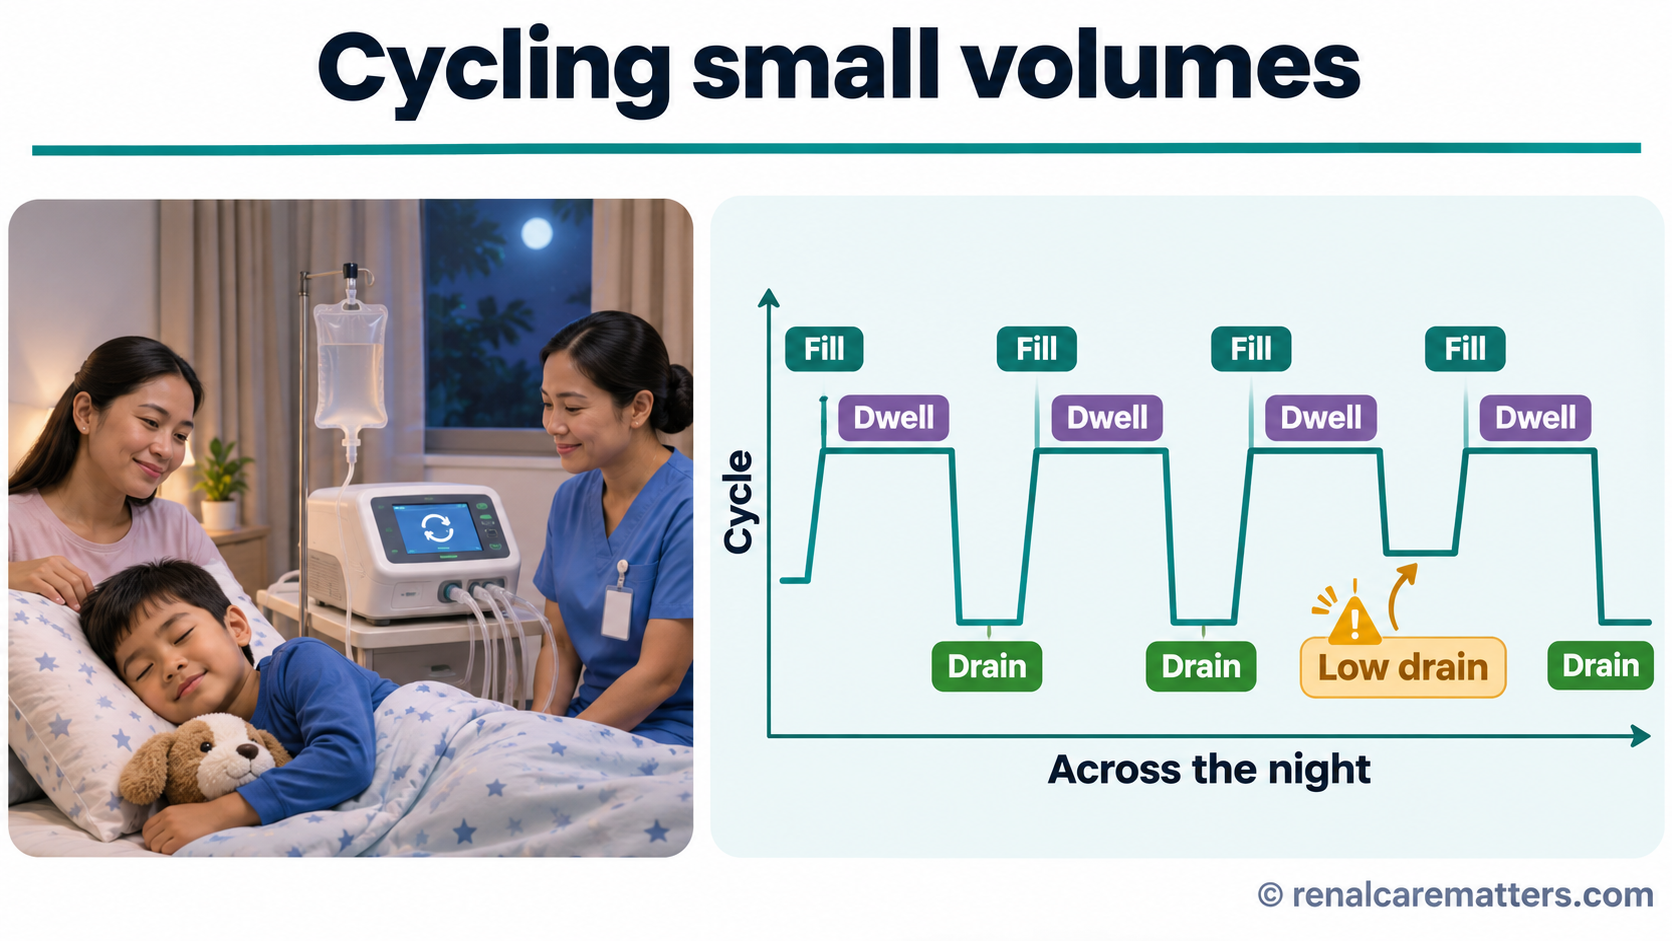 Cycling small volumes
Fill
Fill
Fill
Fill
Dwell
Dwell
Dwell
Dwell
Cycle
Drain
Drain
Low drain
Drain
Across the night
© renalcarematters.com